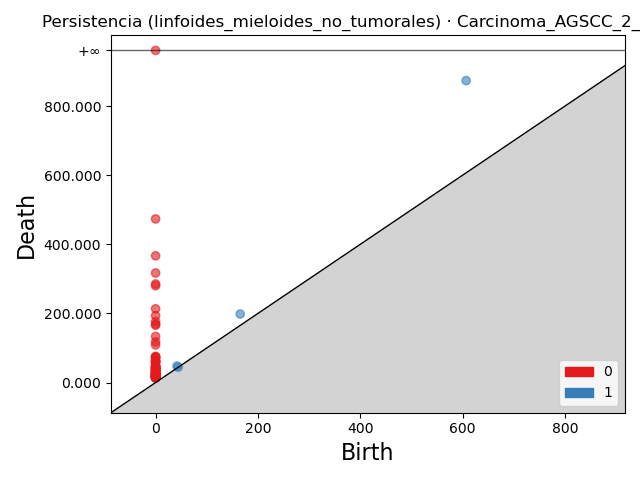 Persistencia (linfoides_mieloides_no_tumorales) · Carcinoma_AGSCC_2_
+∞
800.000
600.000
400.000
200.000
0.000
Death
0
1
0 200 400 600 800
Birth